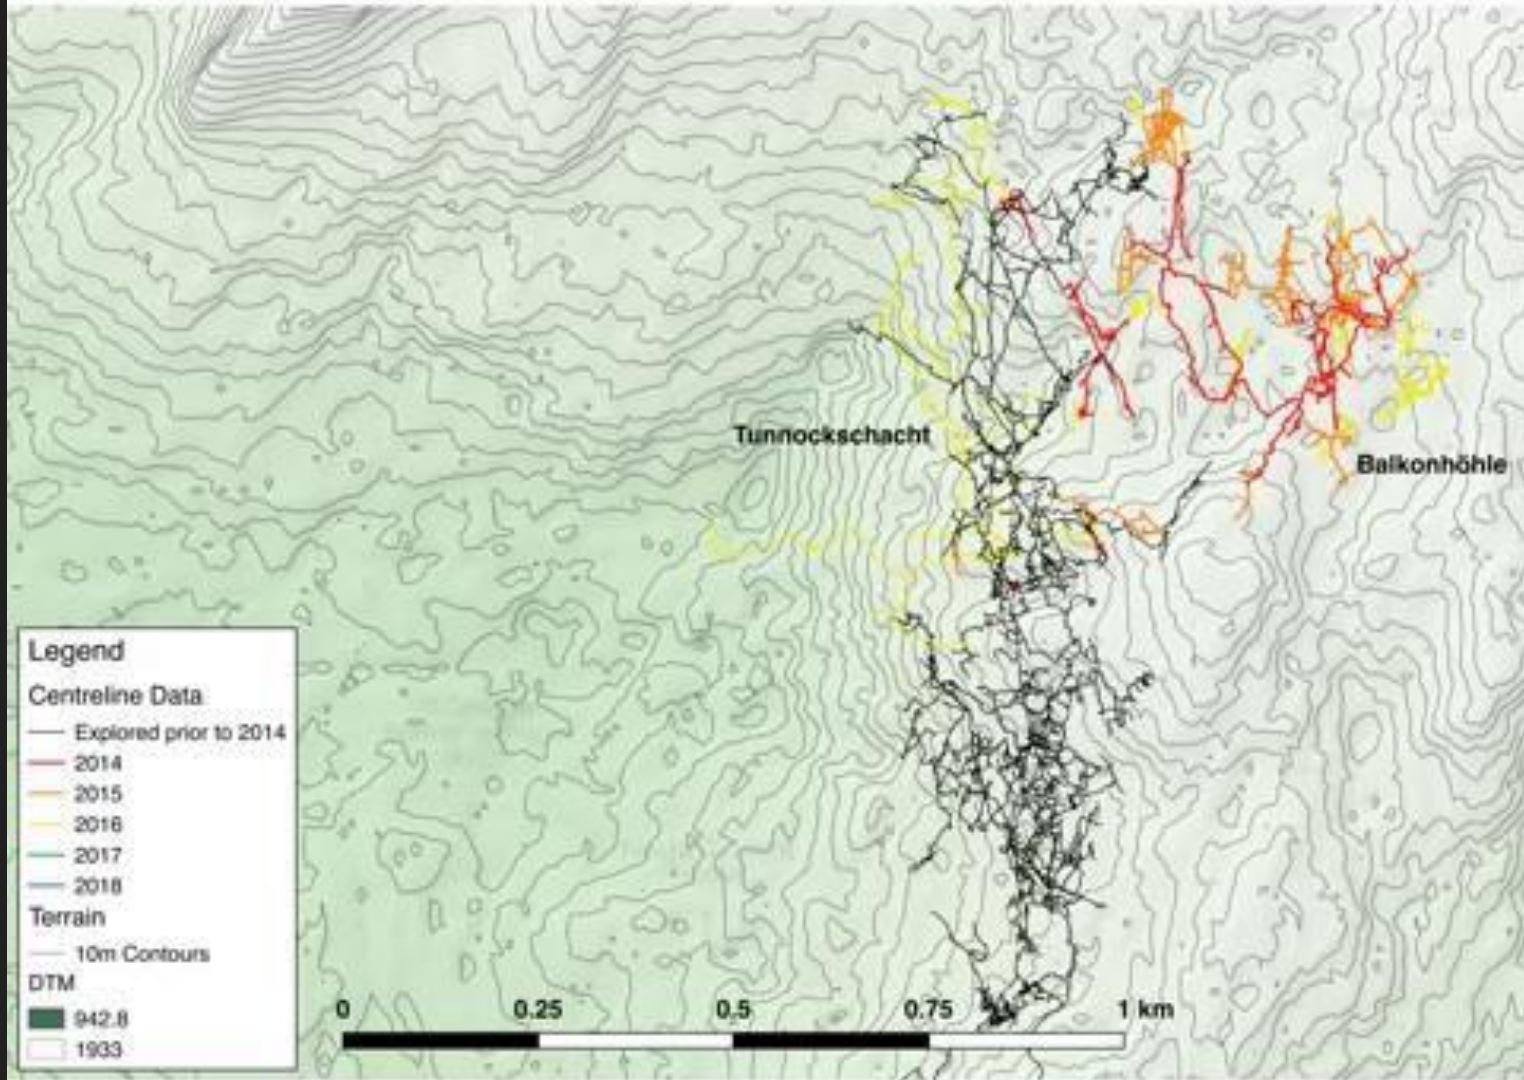 Tunnockschacht
Balkonhöhle
Legend
Centreline Data
Explored prior to 2014
2014
2015
2016
2017
2018
Terrain
10m Contours
DTM
942.8
1933
0 0.25 0.5 0.75 1 km